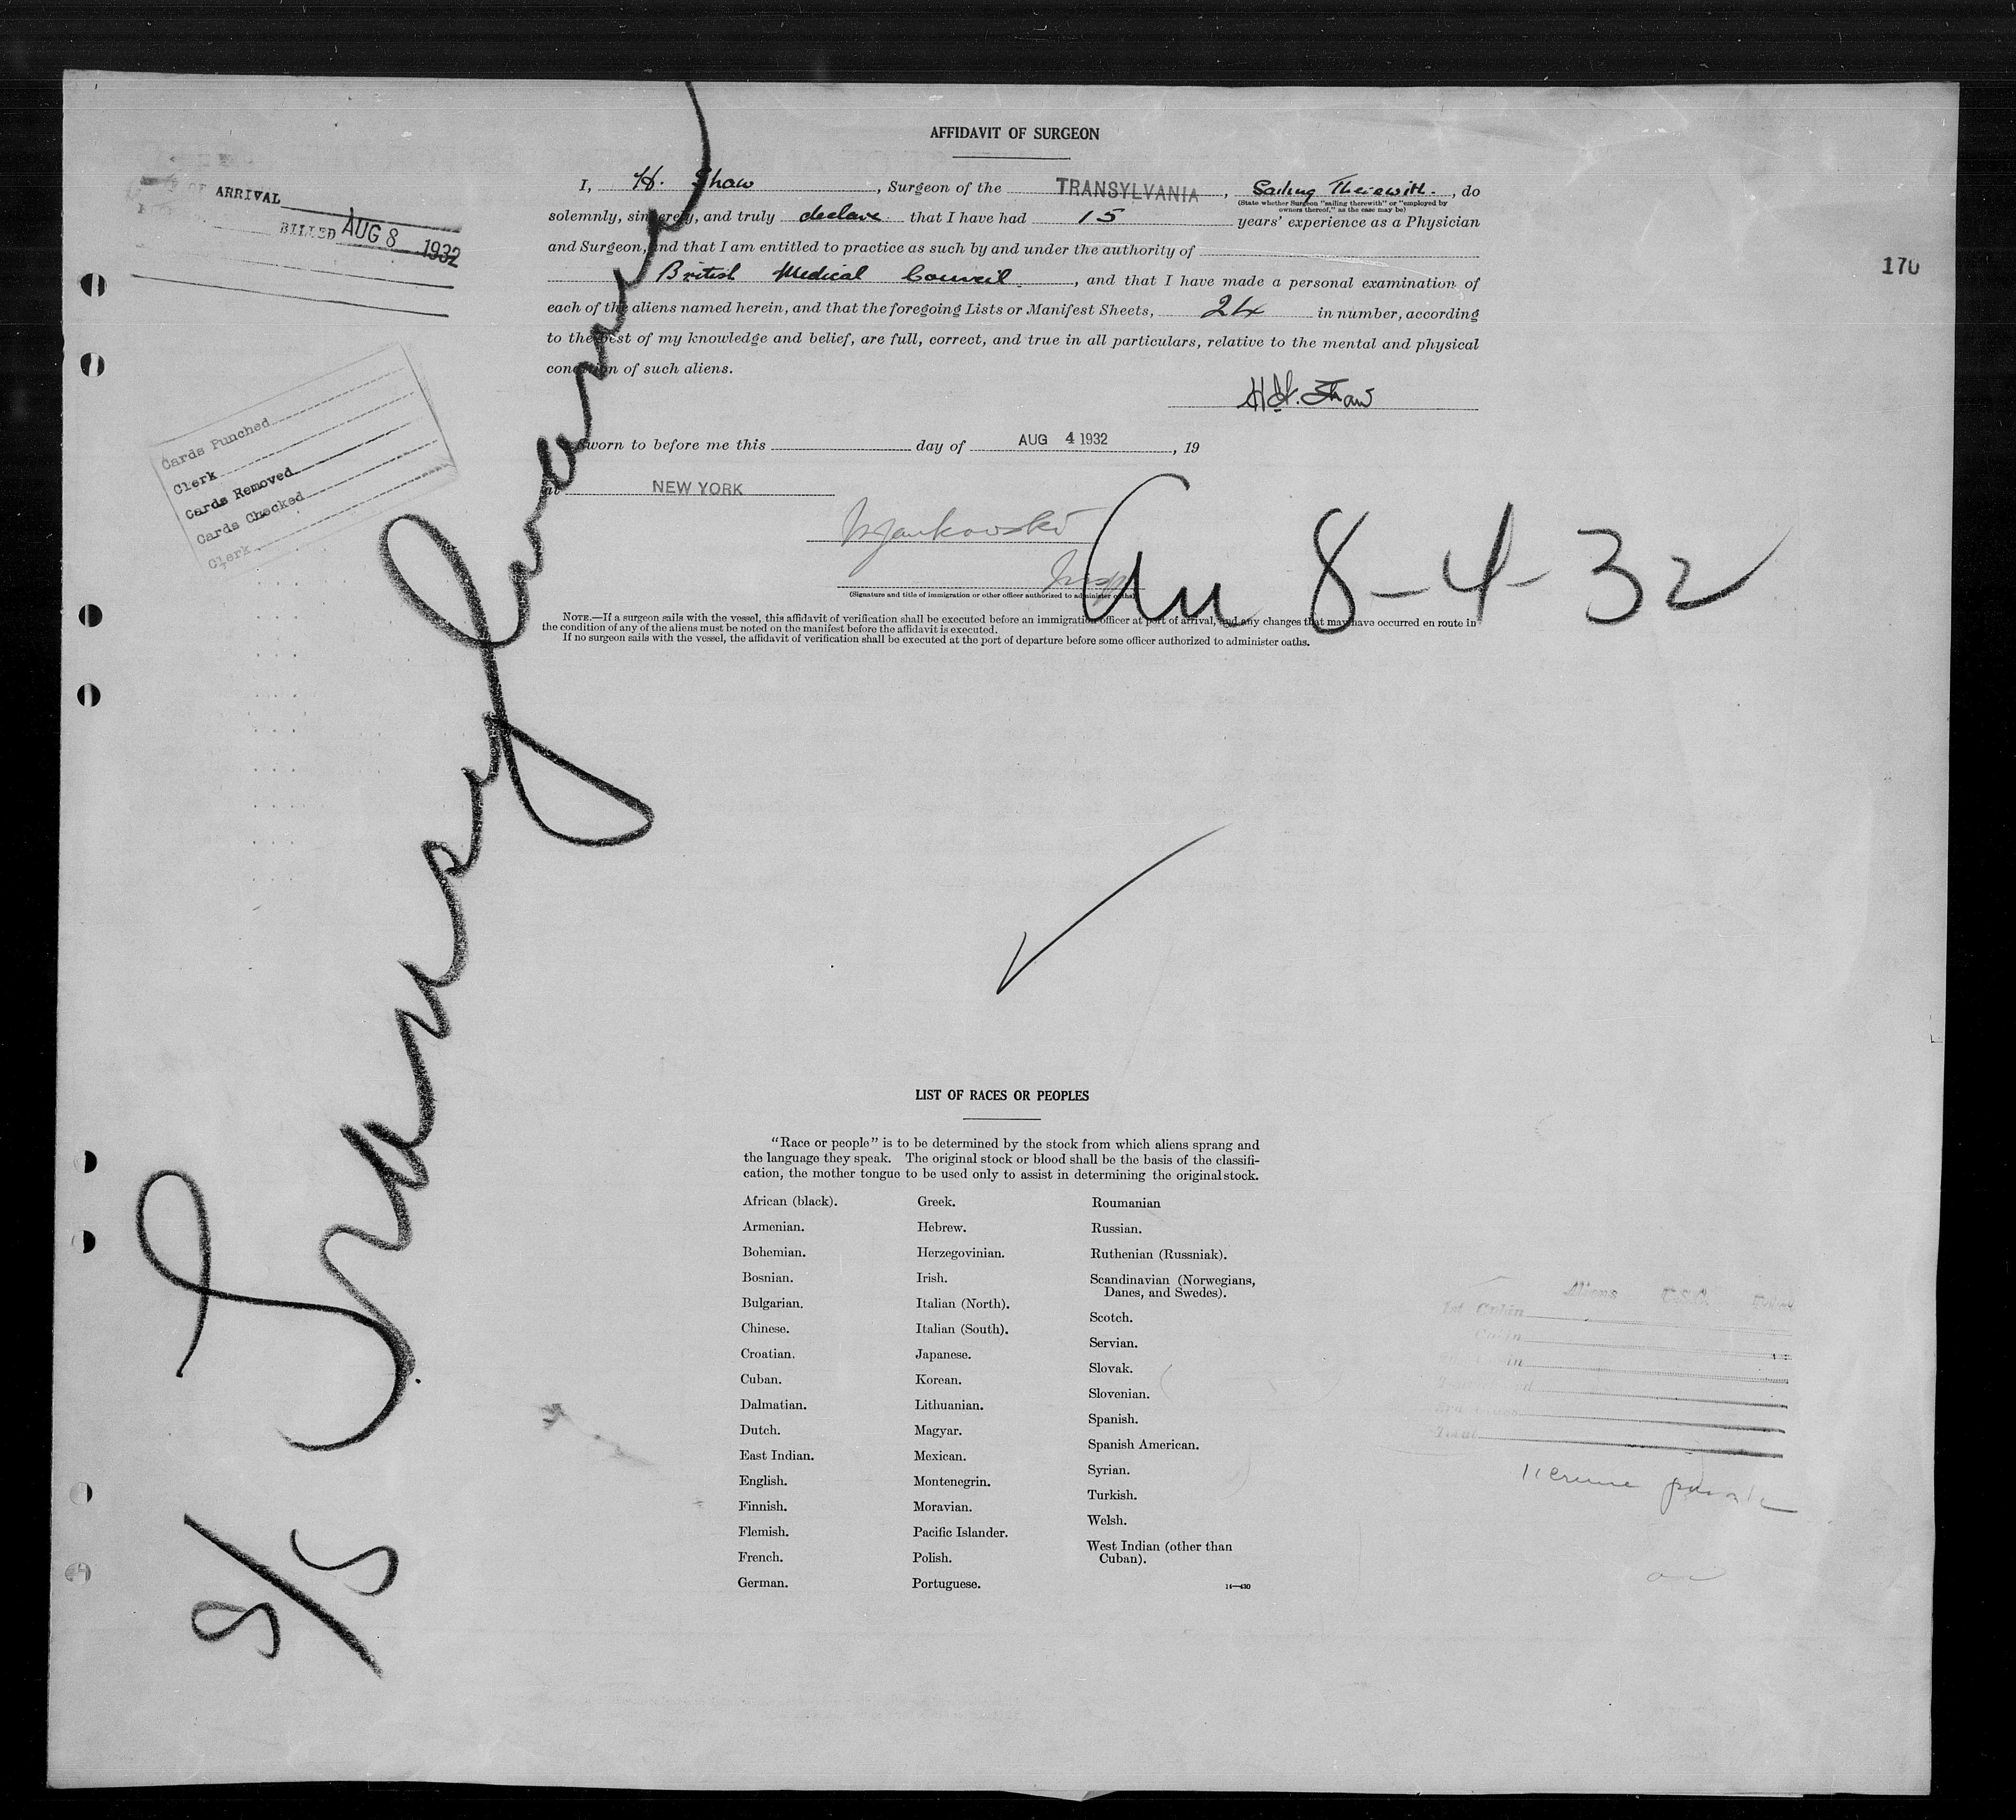 AFFIDAVIT OF SURGEON
I, H. Shaw, Surgeon of the TRANSYLVANIA, Sailing Therewith., do
(State whether Surgeon "sailing therewith" or "employed by
owners thereof," as the case may be)
solemnly, sincerely, and truly declare that I have had 15 years' experience as a Physician
and Surgeon, and that I am entitled to practice as such by and under the authority of
British Medical Council., and that I have made a personal examination of
each of the aliens named herein, and that the foregoing Lists or Manifest Sheets, 24 in number, according
to the best of my knowledge and belief, are full, correct, and true in all particulars, relative to the mental and physical
condition of such aliens.
H. Shaw
Sworn to before me this day of AUG 4 1932, 19
at NEW YORK
Jankowski
Insp
(Signature and title of immigration or other officer authorized to administer oaths)
NOTE.—If a surgeon sails with the vessel, this affidavit of verification shall be executed before an immigration officer at port of arrival, and any changes that may have occurred en route in
the condition of any of the aliens must be noted on the manifest before the affidavit is executed.
If no surgeon sails with the vessel, the affidavit of verification shall be executed at the port of departure before some officer authorized to administer oaths.
OF ARRIVAL
BILLED AUG 8 1932
170
Cards Punched
Clerk
Cards Removed
Cards Checked
Clerk
Transylvania
8/5
Arr 8-4-32
LIST OF RACES OR PEOPLES
"Race or people" is to be determined by the stock from which aliens sprang and
the language they speak. The original stock or blood shall be the basis of the classifi-
cation, the mother tongue to be used only to assist in determining the original stock.
African (black).
Armenian.
Bohemian.
Bosnian.
Bulgarian.
Chinese.
Croatian.
Cuban.
Dalmatian.
Dutch.
East Indian.
English.
Finnish.
Flemish.
French.
German.
Greek.
Hebrew.
Herzegovinian.
Irish.
Italian (North).
Italian (South).
Japanese.
Korean.
Lithuanian.
Magyar.
Mexican.
Montenegrin.
Moravian.
Pacific Islander.
Polish.
Portuguese.
Roumanian
Russian.
Ruthenian (Russniak).
Scandinavian (Norwegians,
Danes, and Swedes).
Scotch.
Servian.
Slovak.
Slovenian.
Spanish.
Spanish American.
Syrian.
Turkish.
Welsh.
West Indian (other than
Cuban).
14—430
Aliens U.S.C.
1st Cabin
Cabin
Total